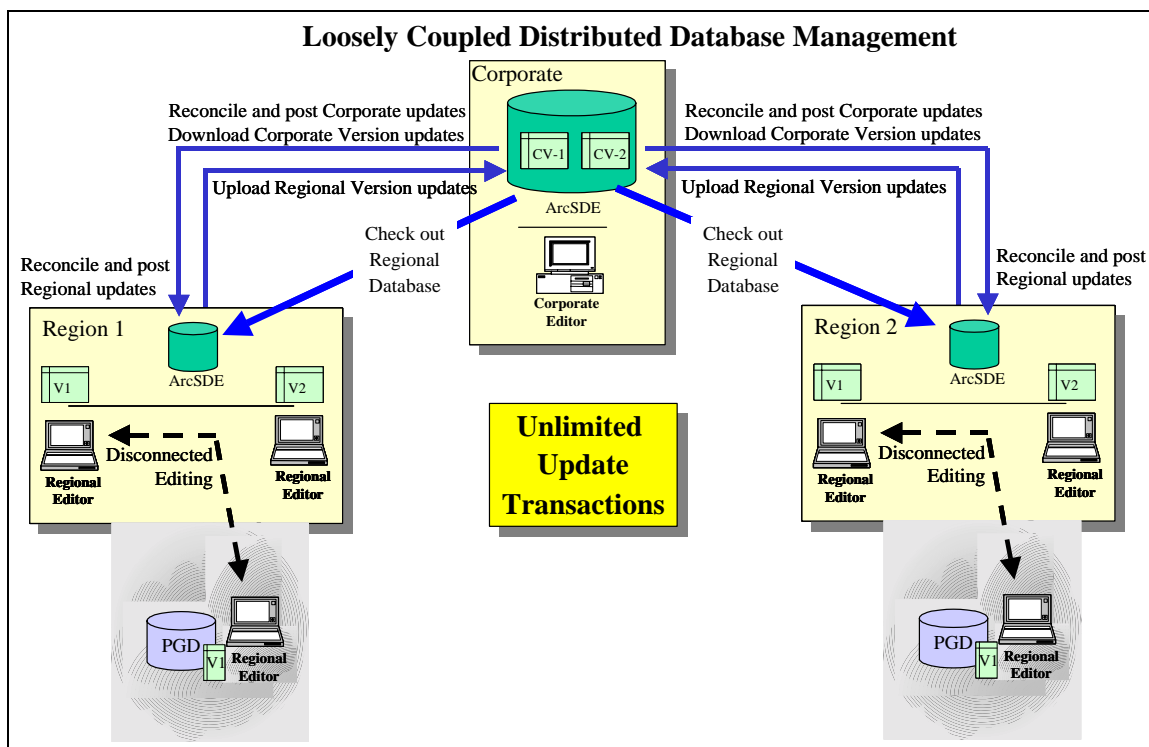 Loosely Coupled Distributed Database Management
Corporate
Reconcile and post Corporate updates
Download Corporate Version updates
Upload Regional Version updates
CV-1
CV-2
ArcSDE
Corporate
Editor
Reconcile and post Corporate updates
Download Corporate Version updates
Upload Regional Version updates
Check out
Regional
Database
Check out
Regional
Database
Reconcile and post
Regional updates
Reconcile and post
Regional updates
Region 1
ArcSDE
V1
V2
Disconnected
Editing
Regional
Editor
Regional
Editor
PGD
V1
Regional
Editor
Unlimited
Update
Transactions
Region 2
ArcSDE
V1
V2
Disconnected
Editing
Regional
Editor
Regional
Editor
PGD
V1
Regional
Editor